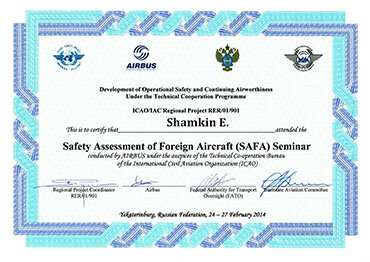 AIRBUS
Development of Operational Safety and Continuing Airworthiness
Under the Technical Cooperation Programme
ICAO/IAC Regional Project RER/01/901
Shamkin E.
This is to certify that attended the
Safety Assessment of Foreign Aircraft (SAFA) Seminar
conducted by AIRBUS under the auspices of the Technical Co-operation Bureau
of the International Civil Aviation Organization (ICAO)
Regional Project Coordinator Airbus Federal Authority for Transport Interstate Aviation Committee
RER/01/901 Oversight (FATO)
Yekaterinburg, Russian Federation, 24 – 27 February 2014